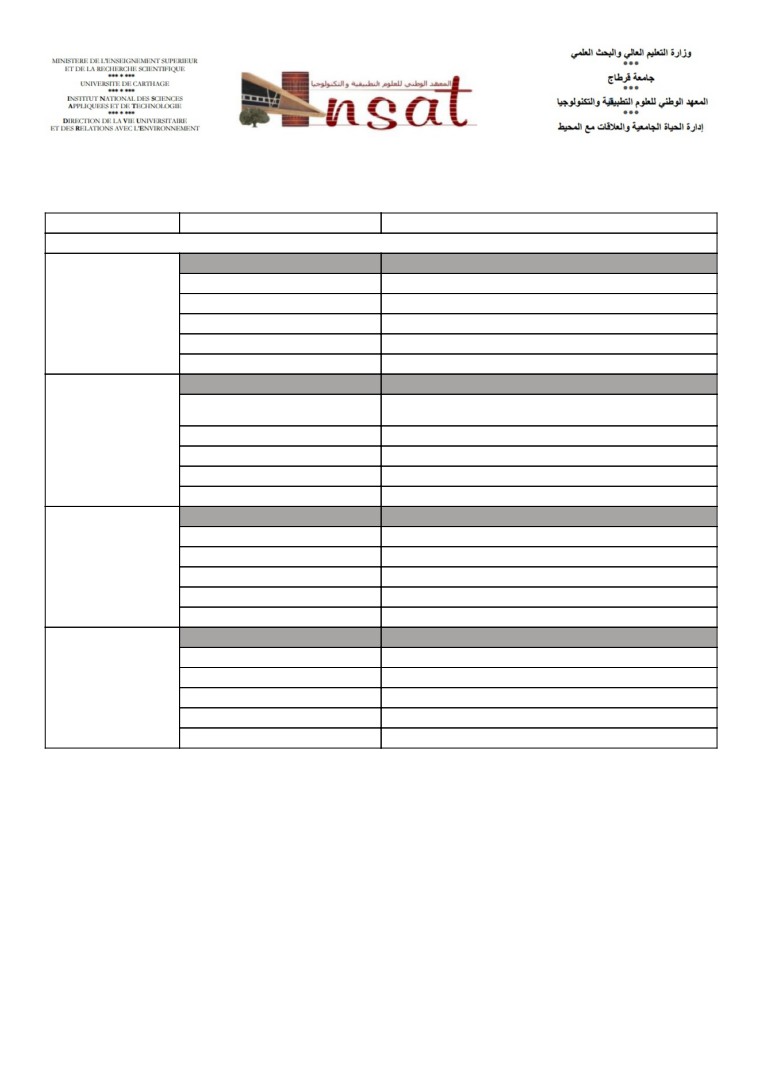 MINISTERE DE L'ENSEIGNEMENT SUPERIEUR
ET DE LA RECHERCHE SCIENTIFIQUE
*** * ***
UNIVERSITE DE CARTHAGE
*** * ***
INSTITUT NATIONAL DES SCIENCES
APPLIQUÉES ET DE TECHNOLOGIE
*** * ***
DIRECTION DE LA VIE UNIVERSITAIRE
ET DES RELATIONS AVEC L'ENVIRONNEMENT
المعهد الوطني للعلوم التطبيقية والتكنولوجيا
Insat
وزارة التعليم العالي والبحث العلمي
***
جامعة قرطاج
***
المعهد الوطني للعلوم التطبيقية والتكنولوجيا
***
إدارة الحياة الجامعية والعلاقات مع المحيط